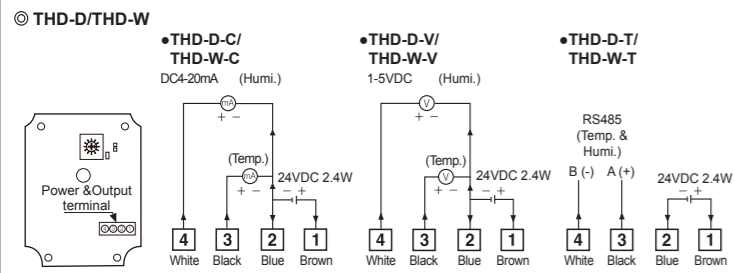 ◎ THD-D/THD-W
●THD-D-C/
THD-W-C
DC4-20mA (Humi.)
mA
+ −
(Temp.)
mA
+ −
24VDC 2.4W
− +
4 3 2 1
White Black Blue Brown
●THD-D-V/
THD-W-V
1-5VDC (Humi.)
V
+ −
(Temp.)
V
+ −
24VDC 2.4W
− +
4 3 2 1
White Black Blue Brown
●THD-D-T/
THD-W-T
RS485
(Temp. &
Humi.)
B (-) A (+)
24VDC 2.4W
− +
4 3 2 1
White Black Blue Brown
Power &Output
terminal